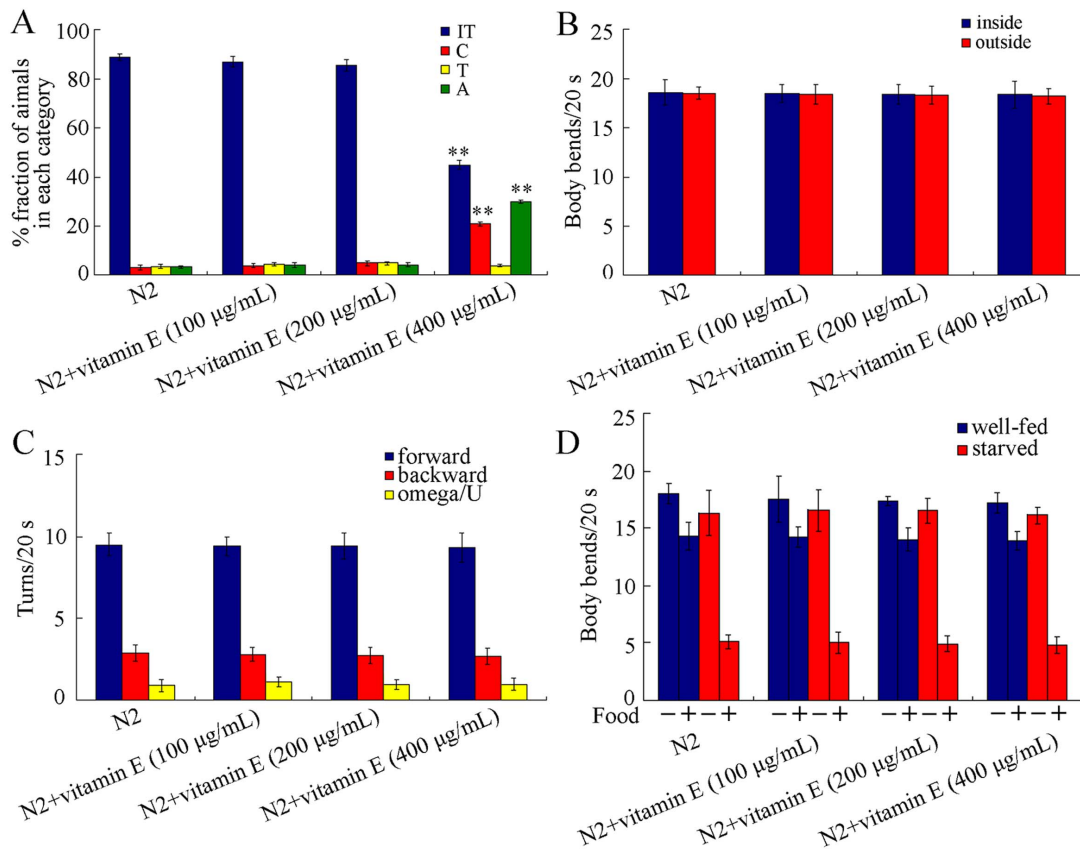 A
100
80
60
40
20
0
% fraction of aimals
in each category
IT
C
T
A
**
**
**
N2
N2+vitamin E (100 μg/mL)
N2+vitamin E (200 μg/mL)
N2+vitamin E (400 μg/mL)
B
25
20
15
10
5
0
Body bends/20 s
inside
outside
N2
N2+vitamin E (100 μg/mL)
N2+vitamin E (200 μg/mL)
N2+vitamin E (400 μg/mL)
C
15
10
5
0
Turns/20 s
forward
backward
omega/U
N2
N2+vitamin E (100 μg/mL)
N2+vitamin E (200 μg/mL)
N2+vitamin E (400 μg/mL)
D
25
20
15
10
5
0
Body bends/20 s
well-fed
starved
Food − + − + − + − + − + − + − + − +
N2
N2+vitamin E (100 μg/mL)
N2+vitamin E (200 μg/mL)
N2+vitamin E (400 μg/mL)